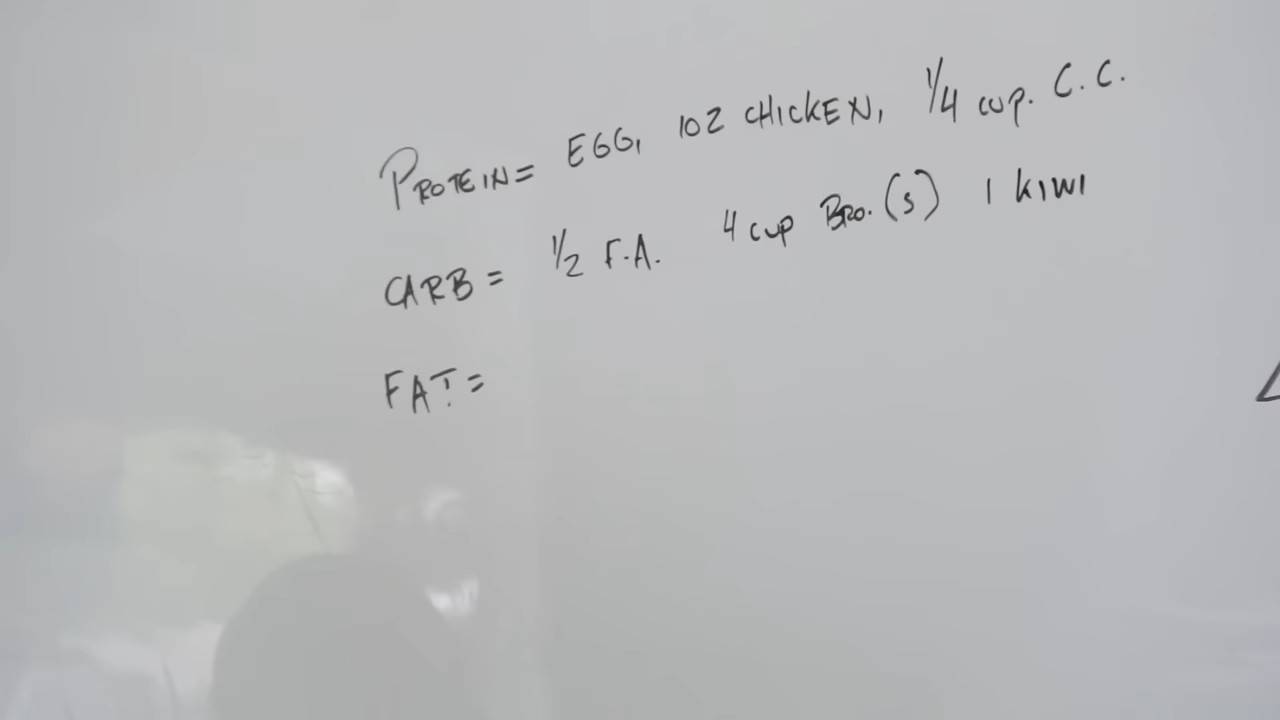 PROTEIN= EGG, 1OZ CHICKEN, 1/4 cup. C.C.
CARB= 1/2 F.A. 4 cup BRO.(S) 1 KIWI
FAT=